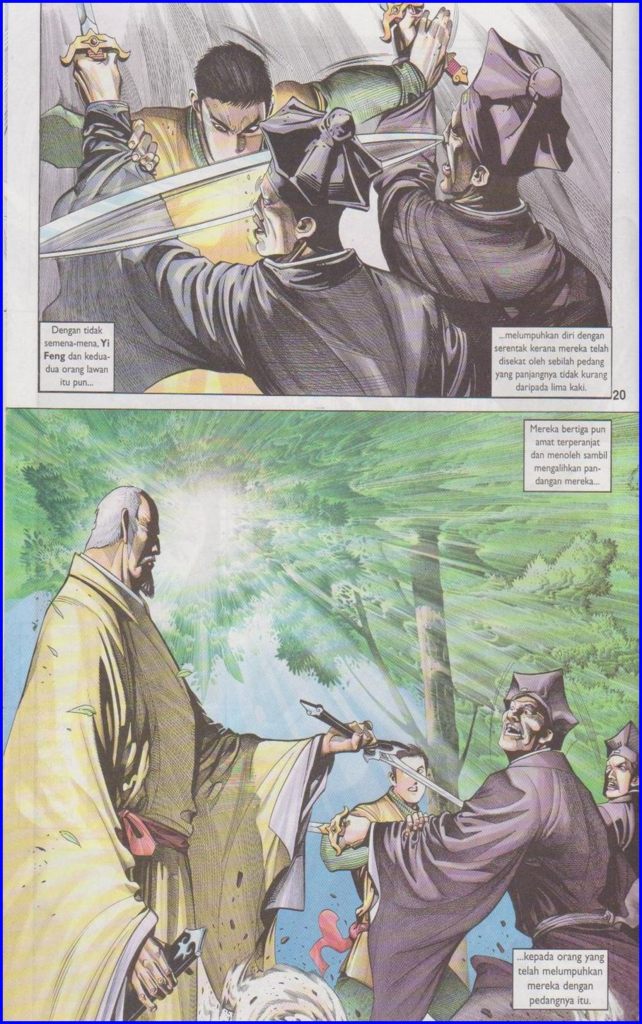 Dengan tidak
semena-mena, Yi
Feng dan kedua-
dua orang lawan
itu pun...
...melumpuhkan diri dengan
serentak kerana mereka telah
disekat oleh sebilah pedang
yang panjangnya tidak kurang
daripada lima kaki.
20
Mereka bertiga pun
amat terperanjat
dan menoleh sambil
mengalihkan pan-
dangan mereka...
...kepada orang yang
telah melumpuhkan
mereka dengan
pedangnya itu.